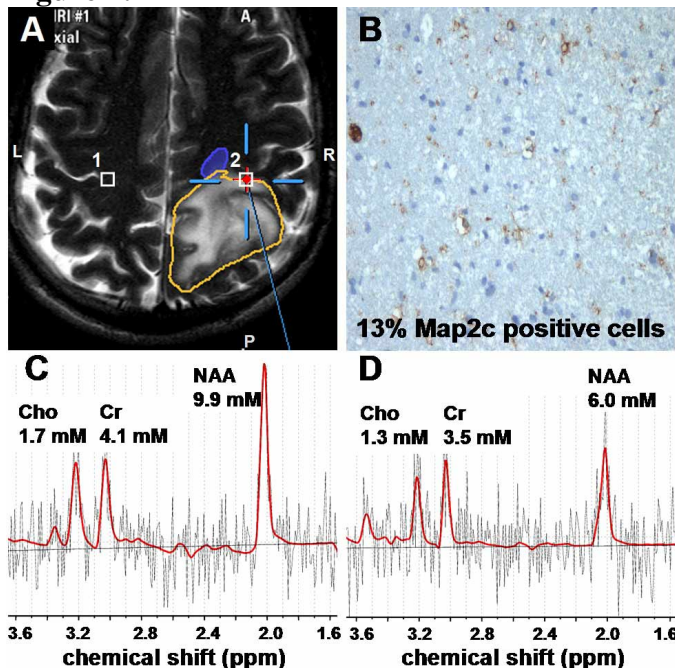 A
IRI #1
xial
A
L
1
2
R
P
B
13% Map2c positive cells
C
Cho
1.7 mM
Cr
4.1 mM
NAA
9.9 mM
3.6 3.2 2.8 2.4 2.0 1.6
chemical shift (ppm)
D
Cho
1.3 mM
Cr
3.5 mM
NAA
6.0 mM
3.6 3.2 2.8 2.4 2.0 1.6
chemical shift (ppm)